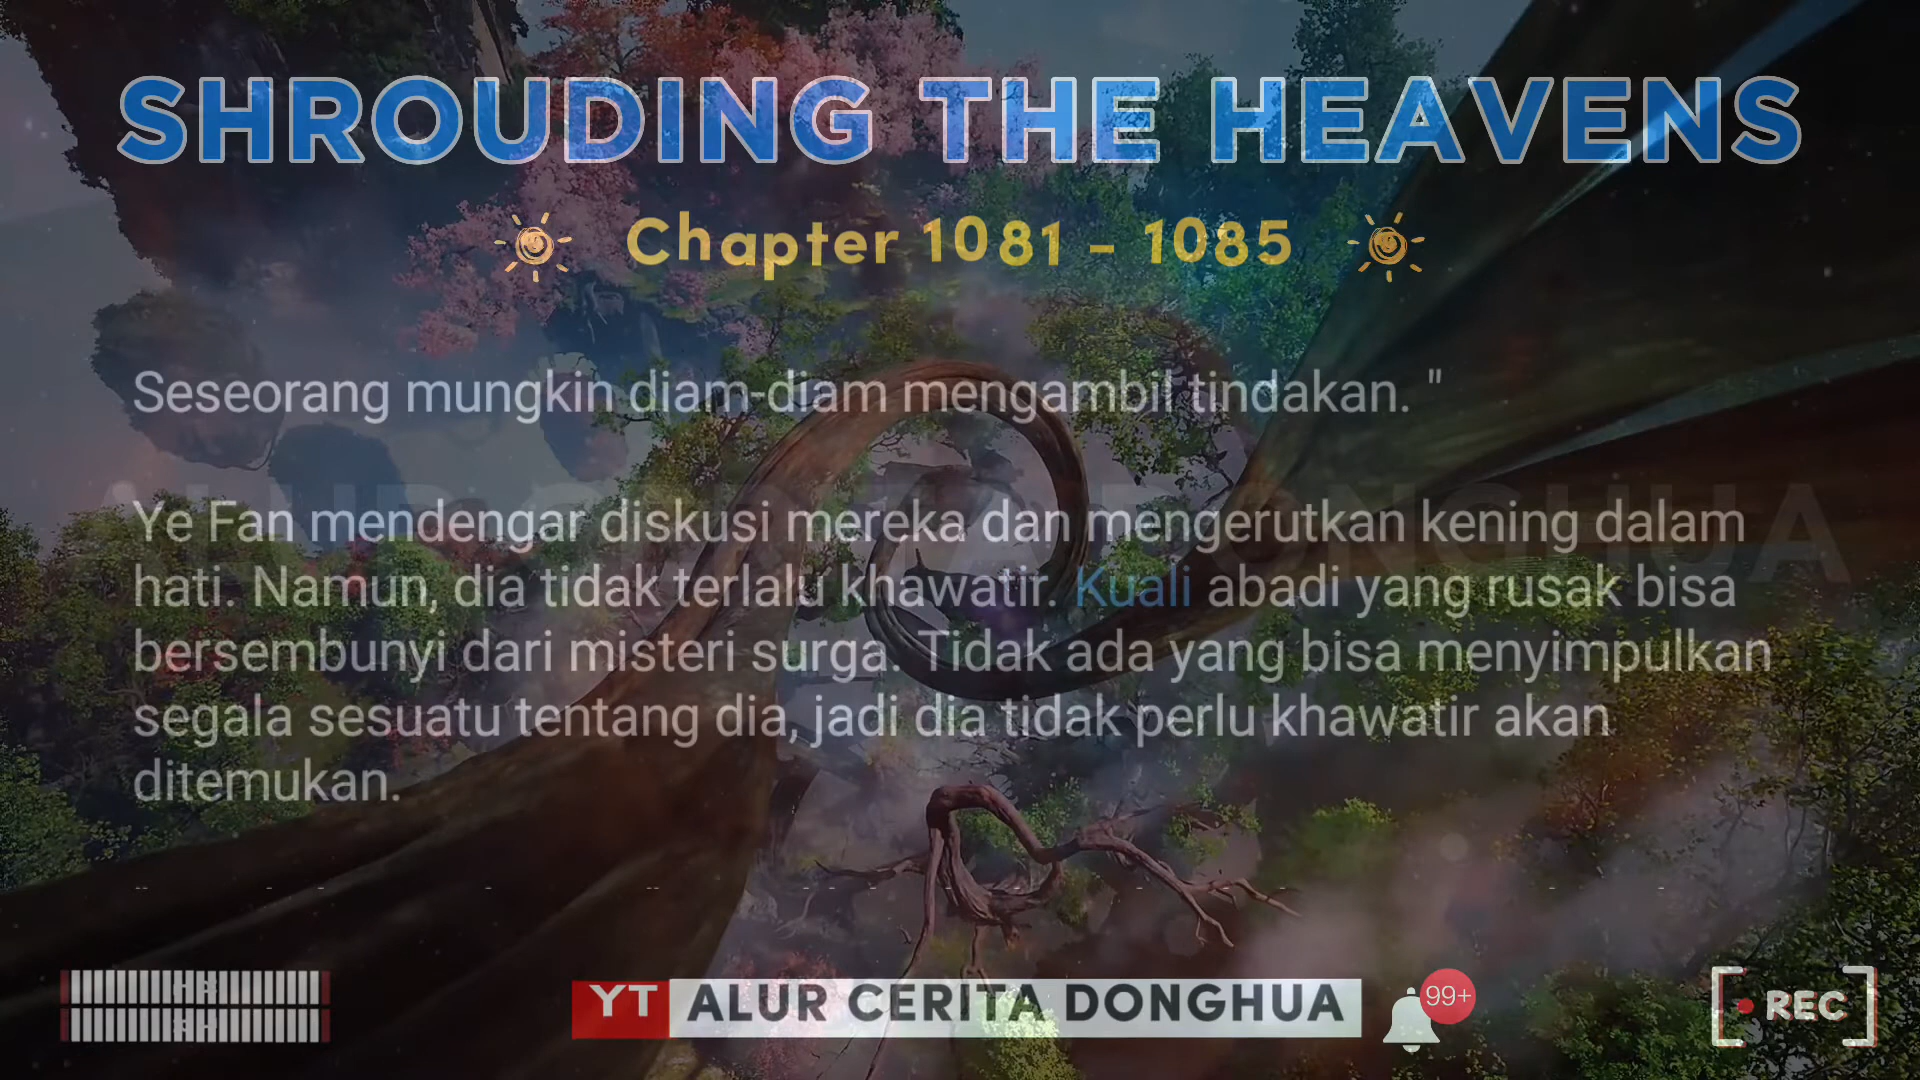 SHROUDING THE HEAVENS
Chapter 1081 - 1085
Seseorang mungkin diam-diam mengambil tindakan. "
Ye Fan mendengar diskusi mereka dan mengerutkan kening dalam
hati. Namun, dia tidak terlalu khawatir. Kuali abadi yang rusak bisa
bersembunyi dari misteri surga. Tidak ada yang bisa menyimpulkan
segala sesuatu tentang dia, jadi dia tidak perlu khawatir akan
ditemukan.
ALUR CERITA DONGHUA
YT ALUR CERITA DONGHUA
99+
REC